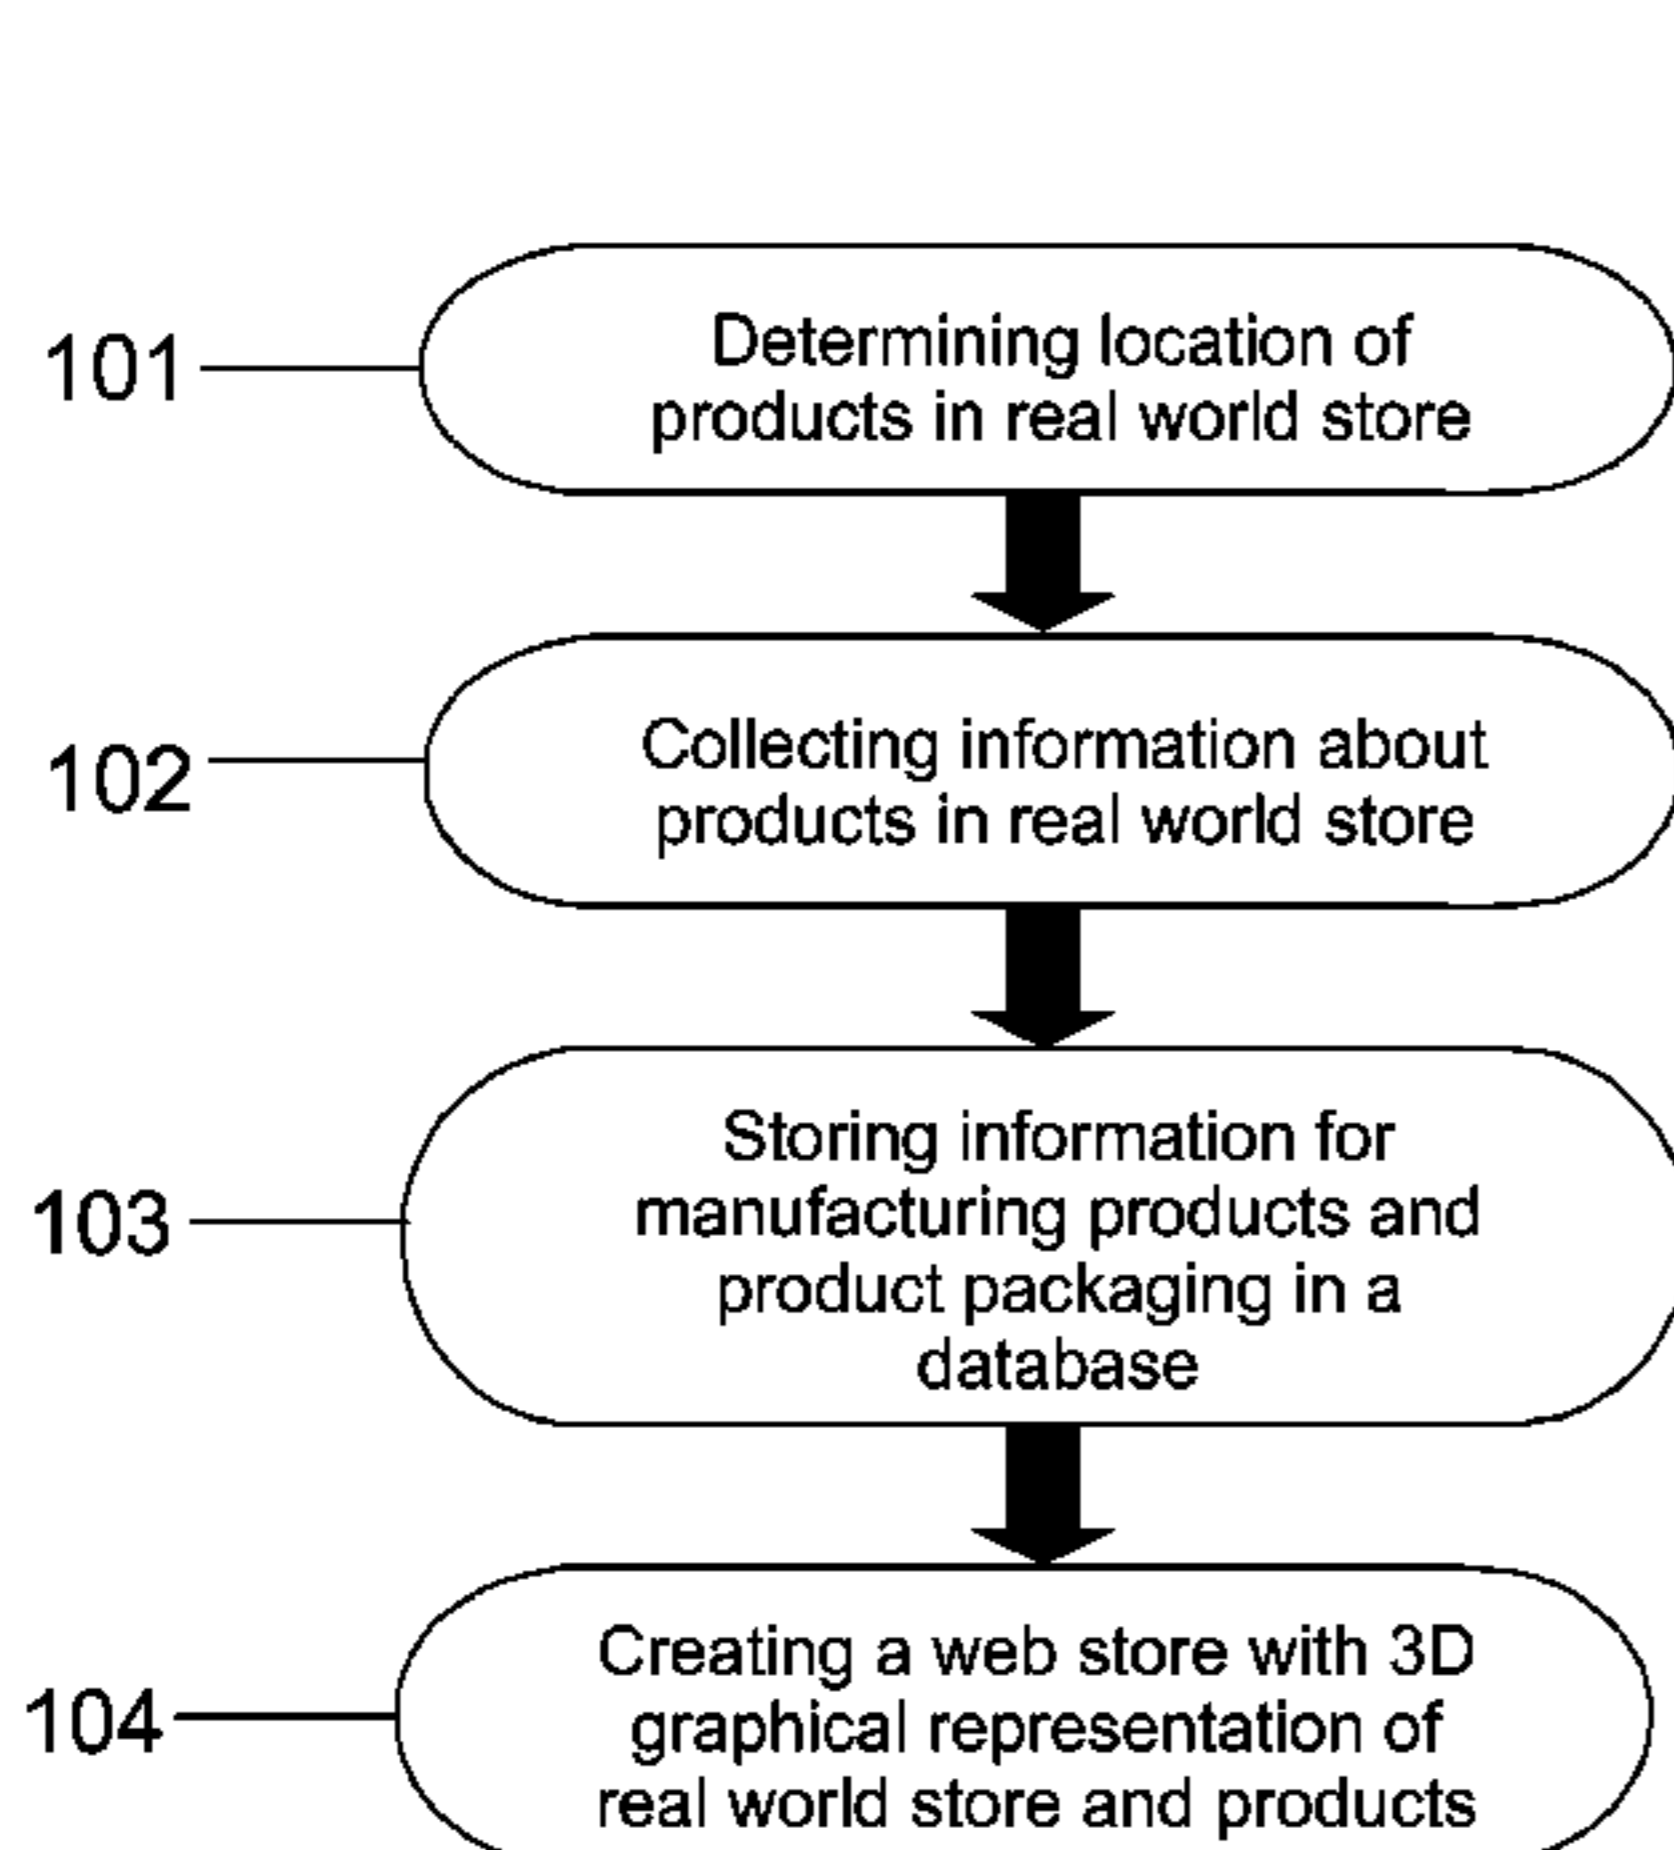 101
Determining location of
products in real world store
102
Collecting information about
products in real world store
103
Storing information for
manufacturing products and
product packaging in a
database
104
Creating a web store with 3D
graphical representation of
real world store and products